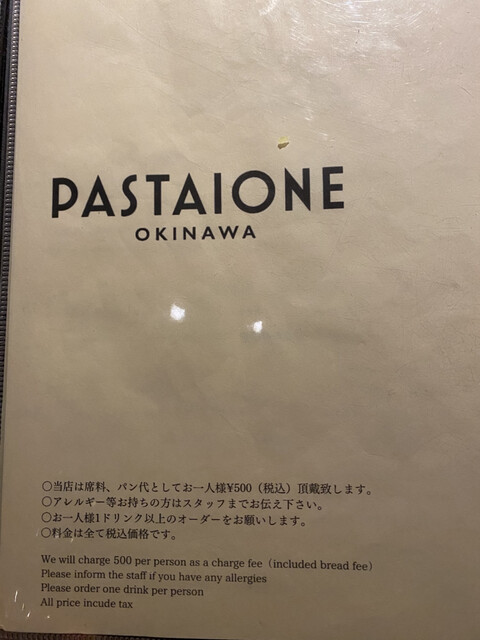 PASTAIONE
OKINAWA
○当店は席料、パン代としてお一人様¥500（税込）頂戴致します。
○アレルギー等お持ちの方はスタッフまでお伝え下さい。
○お一人様1ドリンク以上のオーダーをお願いします。
○料金は全て税込価格です。
We will charge 500 per person as a charge fee（included bread fee）
Please inform the staff if you have any allergies
Please order one drink per person
All price incude tax